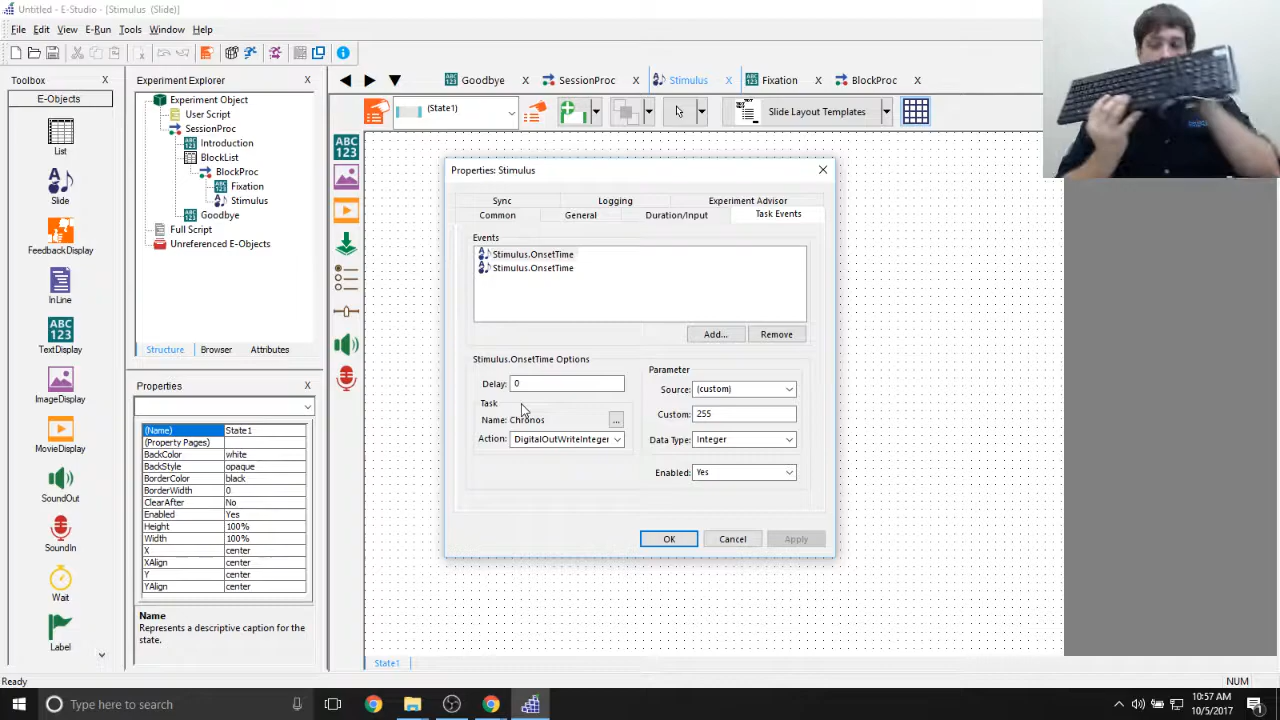 Untitled - E-Studio - [Stimulus (Slide)]
File Edit View E-Run Tools Window Help
Toolbox X
E-Objects
List
Slide
FeedbackDisplay
InLine
TextDisplay
ImageDisplay
MovieDisplay
SoundOut
SoundIn
Wait
Label
Experiment Explorer X
Experiment Object
User Script
SessionProc
Introduction
BlockList
BlockProc
Fixation
Stimulus
Goodbye
Full Script
Unreferenced E-Objects
Structure Browser Attributes
Properties X
(Name) State1
(Property Pages)
BackColor white
BackStyle opaque
BorderColor black
BorderWidth 0
ClearAfter No
Enabled Yes
Height 100%
Width 100%
X center
XAlign center
Y center
YAlign center
Name
Represents a descriptive caption for the state.
ABC 123 Goodbye X SessionProc X Stimulus X ABC 123 Fixation X BlockProc X
(State1) Slide Layout Templates
ABC
123
Properties: Stimulus
Sync Logging Experiment Advisor
Common General Duration/Input Task Events
Events
Stimulus.OnsetTime
Stimulus.OnsetTime
Add... Remove
Stimulus.OnsetTime Options
Delay: 0
Task
Name: Chronos ...
Action: DigitalOutWriteInteger
Parameter
Source: (custom)
Custom: 255
Data Type: Integer
Enabled: Yes
OK Cancel Apply
State1
Ready NUM
Type here to search
10:57 AM
10/5/2017